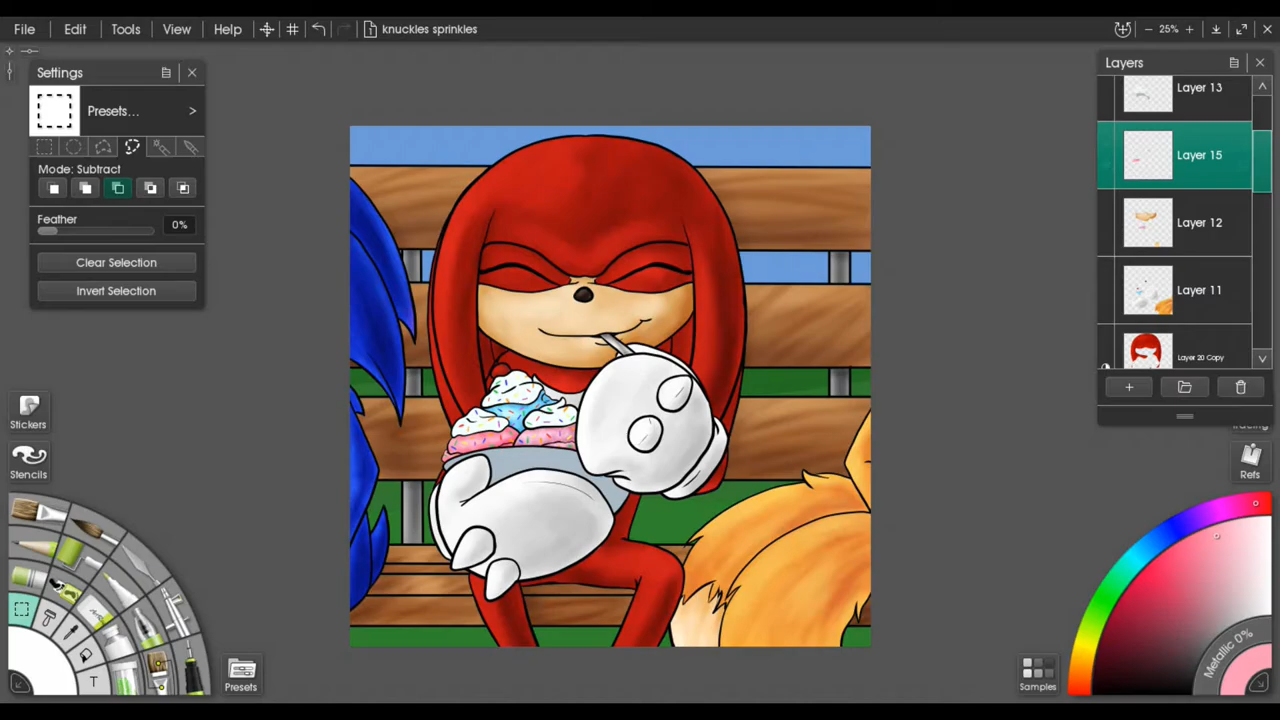 File Edit Tools View Help knuckles sprinkles 25%
Settings
Presets...
Mode: Subtract
Feather
0%
Clear Selection
Invert Selection
Stickers
Stencils
T
Presets
Layers
Layer 13
Layer 15
Layer 12
Layer 11
Layer 20 Copy
Tracing
Refs
Metallic 0%
Samples